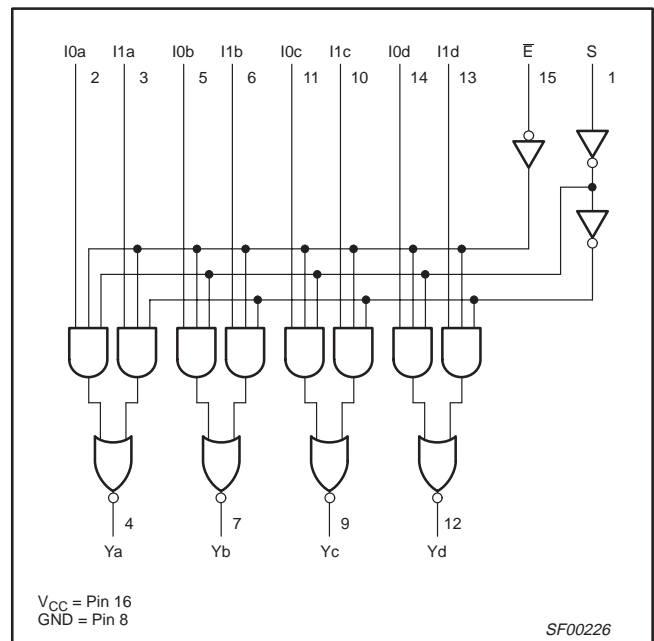 I0a I1a I0b I1b I0c I1c I0d I1d E̅ S
2 3 5 6 11 10 14 13 15 1
4 7 9 12
Ya Yb Yc Yd
VCC = Pin 16
GND = Pin 8
SF00226